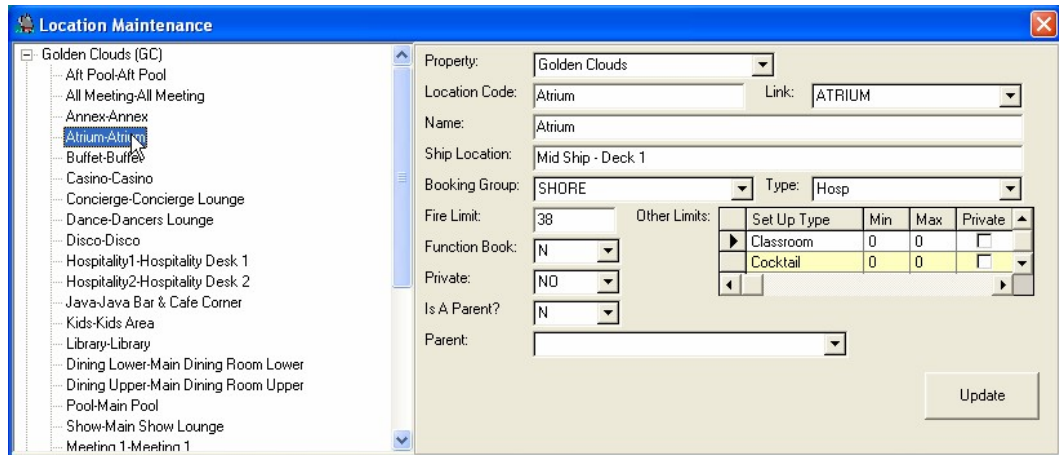 Location Maintenance
Golden Clouds (GC)
Aft Pool-Aft Pool
All Meeting-All Meeting
Annex-Annex
Atrium-Atrium
Buffet-Buffet
Casino-Casino
Concierge-Concierge Lounge
Dance-Dancers Lounge
Disco-Disco
Hospitality1-Hospitality Desk 1
Hospitality2-Hospitality Desk 2
Java-Java Bar & Cafe Corner
Kids-Kids Area
Library-Library
Dining Lower-Main Dining Room Lower
Dining Upper-Main Dining Room Upper
Pool-Main Pool
Show-Main Show Lounge
Meeting 1-Meeting 1
Property: Golden Clouds
Location Code: Atrium Link: ATRIUM
Name: Atrium
Ship Location: Mid Ship - Deck 1
Booking Group: SHORE Type: Hosp
Fire Limit: 38 Other Limits: Set Up Type Min Max Private
Classroom 0 0
Cocktail 0 0
Function Book: N
Private: NO
Is A Parent? N
Parent:
Update